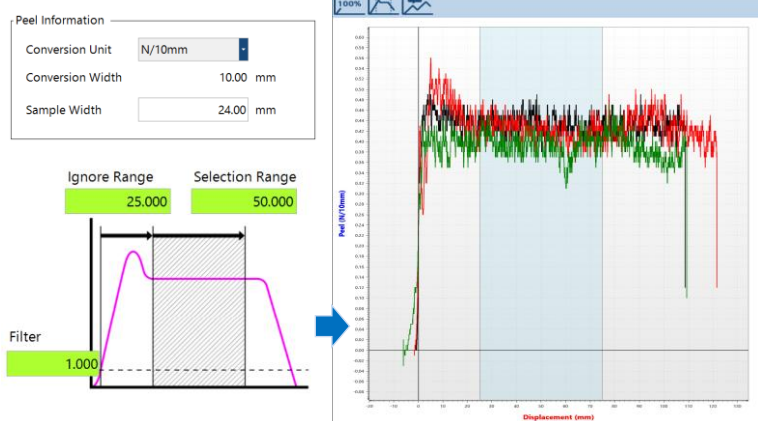 Peel Information
Conversion Unit N/10mm
Conversion Width 10.00 mm
Sample Width 24.00 mm
Ignore Range Selection Range
25.000 50.000
Filter
1.000
100%
Peel (N/10mm)
Displacement (mm)